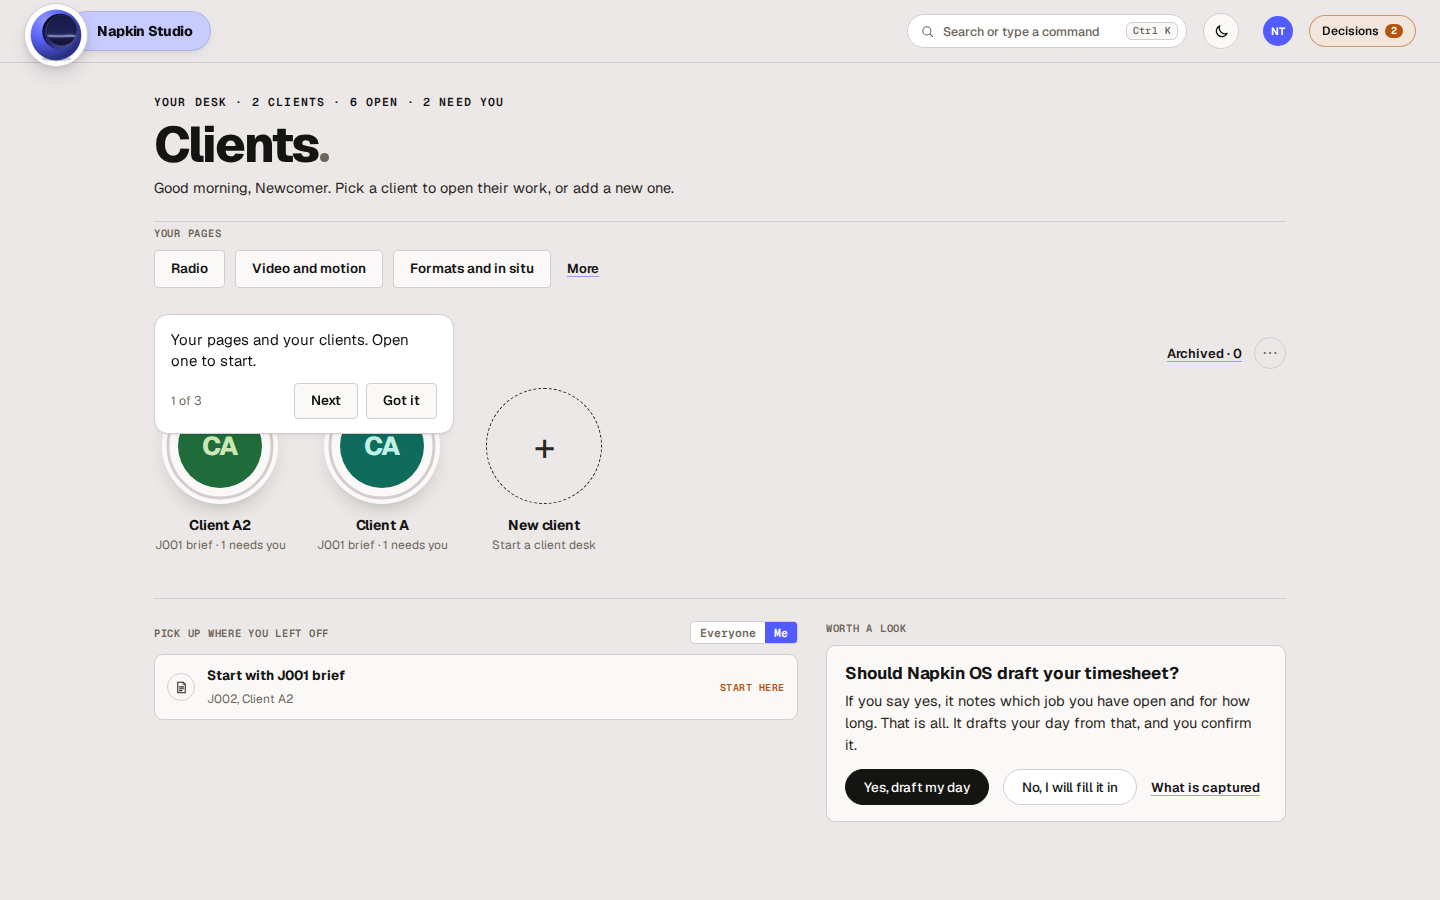 Napkin Studio
Search or type a command
Ctrl K
NT
Decisions 2
YOUR DESK · 2 CLIENTS · 6 OPEN · 2 NEED YOU
Clients.
Good morning, Newcomer. Pick a client to open their work, or add a new one.
YOUR PAGES
Radio
Video and motion
Formats and in situ
More
Your pages and your clients. Open
one to start.
1 of 3
Next
Got it
Archived · 0
CA
CA
+
Client A2
J001 brief · 1 needs you
Client A
J001 brief · 1 needs you
New client
Start a client desk
PICK UP WHERE YOU LEFT OFF
Everyone
Me
Start with J001 brief
J002, Client A2
START HERE
WORTH A LOOK
Should Napkin OS draft your timesheet?
If you say yes, it notes which job you have open and for how
long. That is all. It drafts your day from that, and you confirm
it.
Yes, draft my day
No, I will fill it in
What is captured